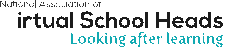 National Association of
irtual School Heads
Looking after learning